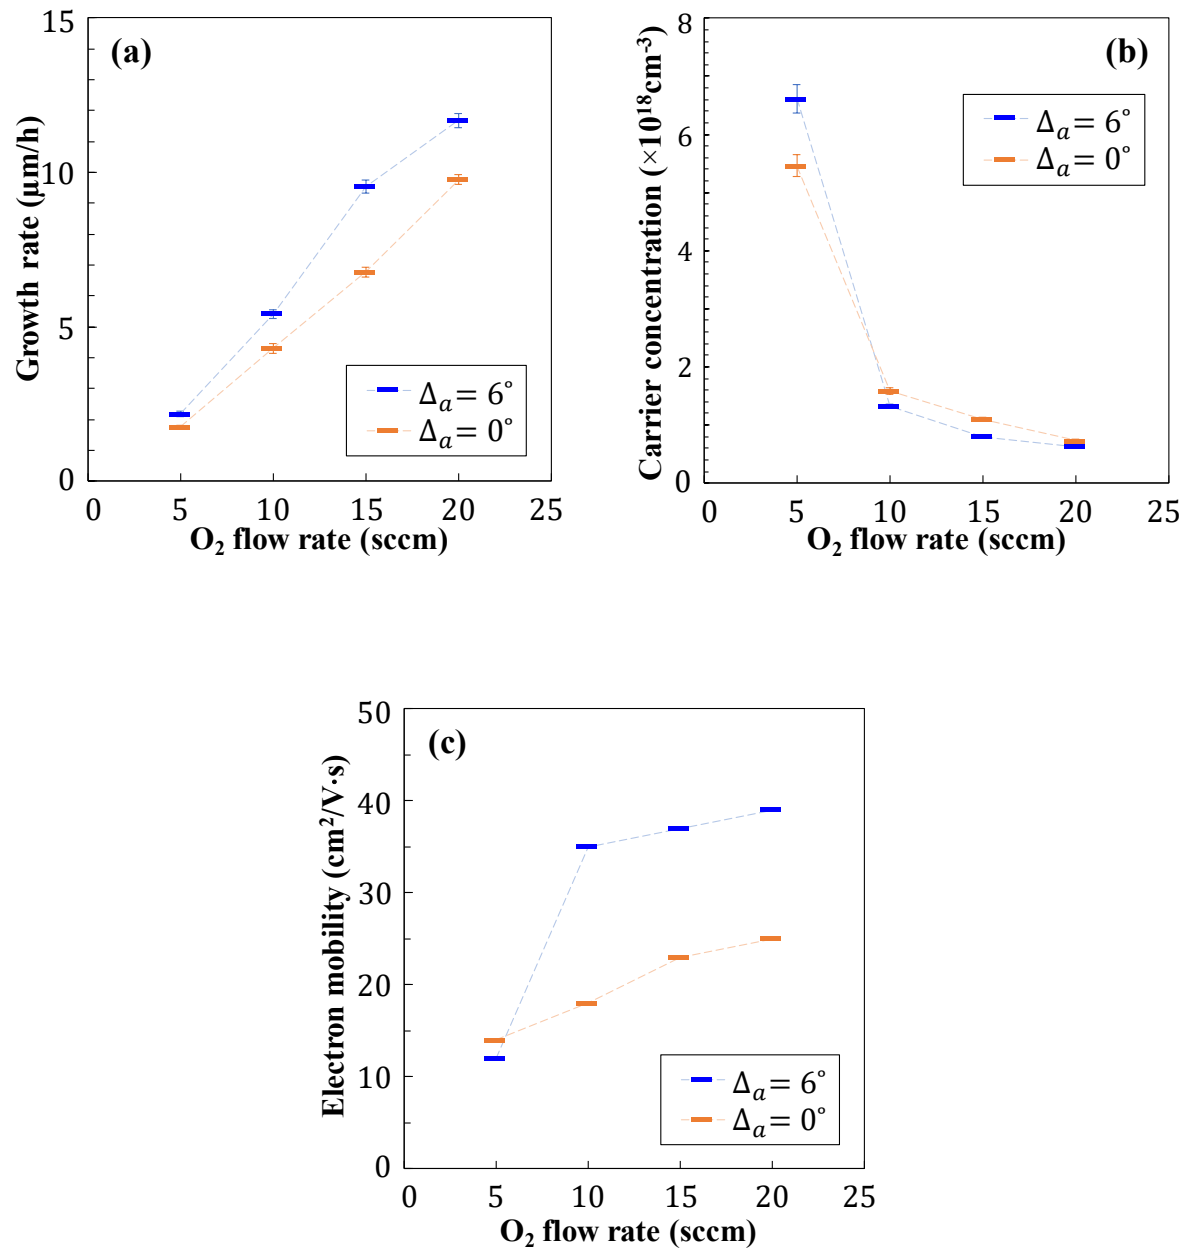 (a)
Growth rate (μm/h)
15
10
5
0
0 5 10 15 20 25
O₂ flow rate (sccm)
Δₐ = 6°
Δₐ = 0°
(b)
Carrier concentration (×10¹⁸cm⁻³)
8
6
4
2
0
0 5 10 15 20 25
O₂ flow rate (sccm)
Δₐ = 6°
Δₐ = 0°
(c)
Electron mobility (cm²/V·s)
50
40
30
20
10
0
0 5 10 15 20 25
O₂ flow rate (sccm)
Δₐ = 6°
Δₐ = 0°